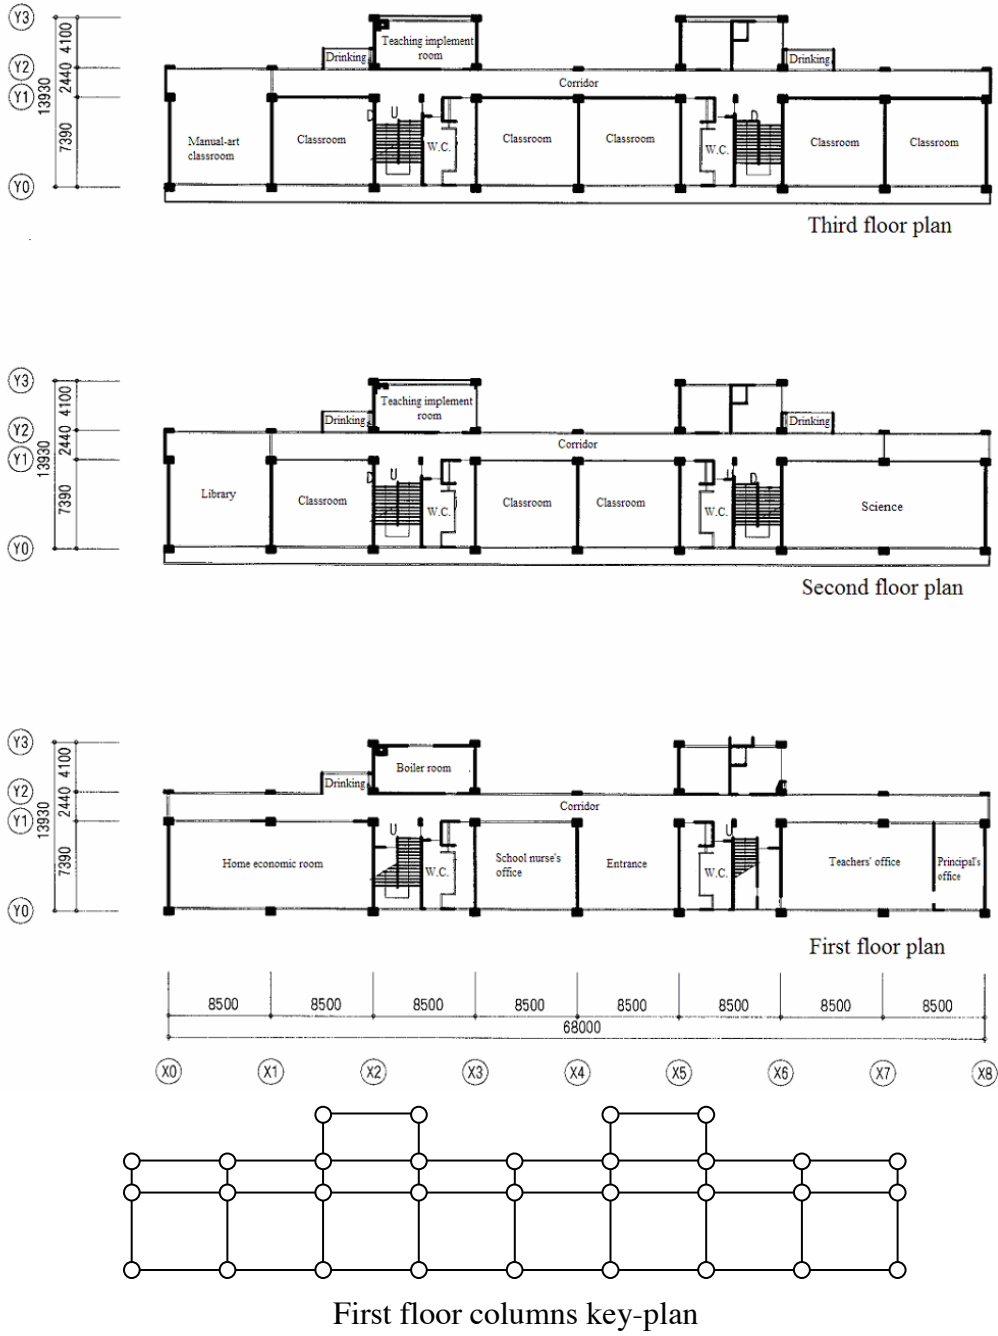 Y3
4100
Teaching implement
room
Drinking
Drinking
Y2
2440
13930
Corridor
Y1
D
U
D
7390
Manual-art
classroom
Classroom
W.C.
Classroom
Classroom
W.C.
Classroom
Classroom
Y0
Third floor plan
Y3
4100
Teaching implement
room
Drinking
Drinking
Y2
2440
13930
Corridor
Y1
D
U
D
7390
Library
Classroom
W.C.
Classroom
Classroom
W.C.
Science
Y0
Second floor plan
Y3
4100
Boiler room
Drinking
Y2
2440
13930
Corridor
Y1
U
U
7390
Home economic room
W.C.
School nurse's
office
Entrance
W.C.
Teachers' office
Principal's
office
Y0
First floor plan
8500 8500 8500 8500 8500 8500 8500 8500
68000
X0 X1 X2 X3 X4 X5 X6 X7 X8
First floor columns key-plan